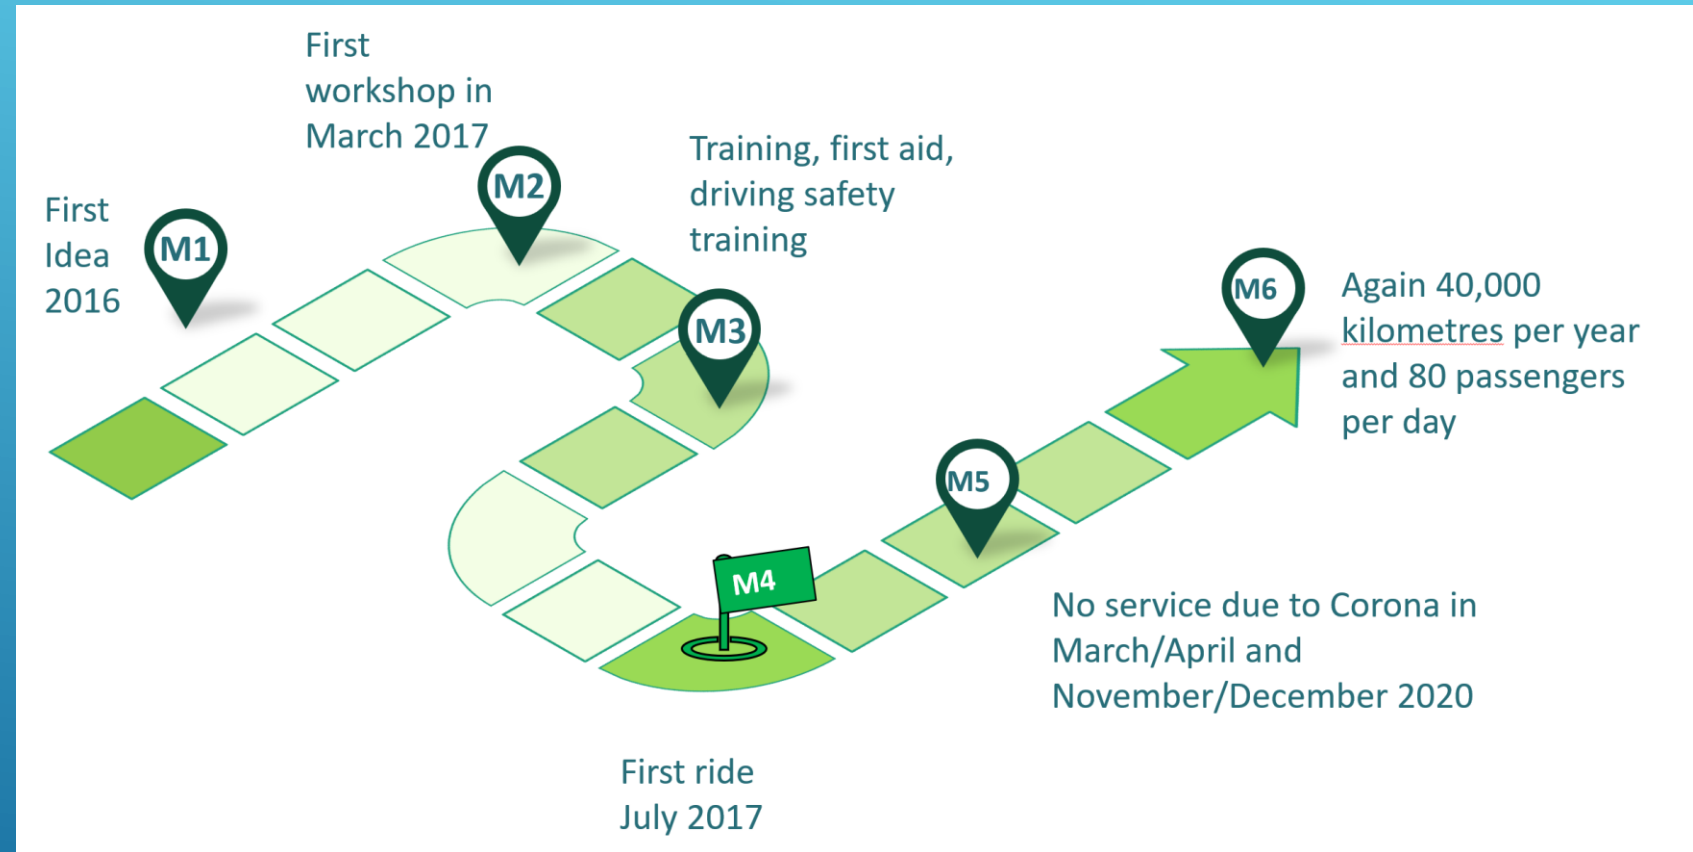 First
Idea
2016
M1
First
workshop in
March 2017
M2
Training, first aid,
driving safety
training
M3
First ride
July 2017
M4
No service due to Corona in
March/April and
November/December 2020
M5
Again 40,000
kilometres per year
and 80 passengers
per day
M6